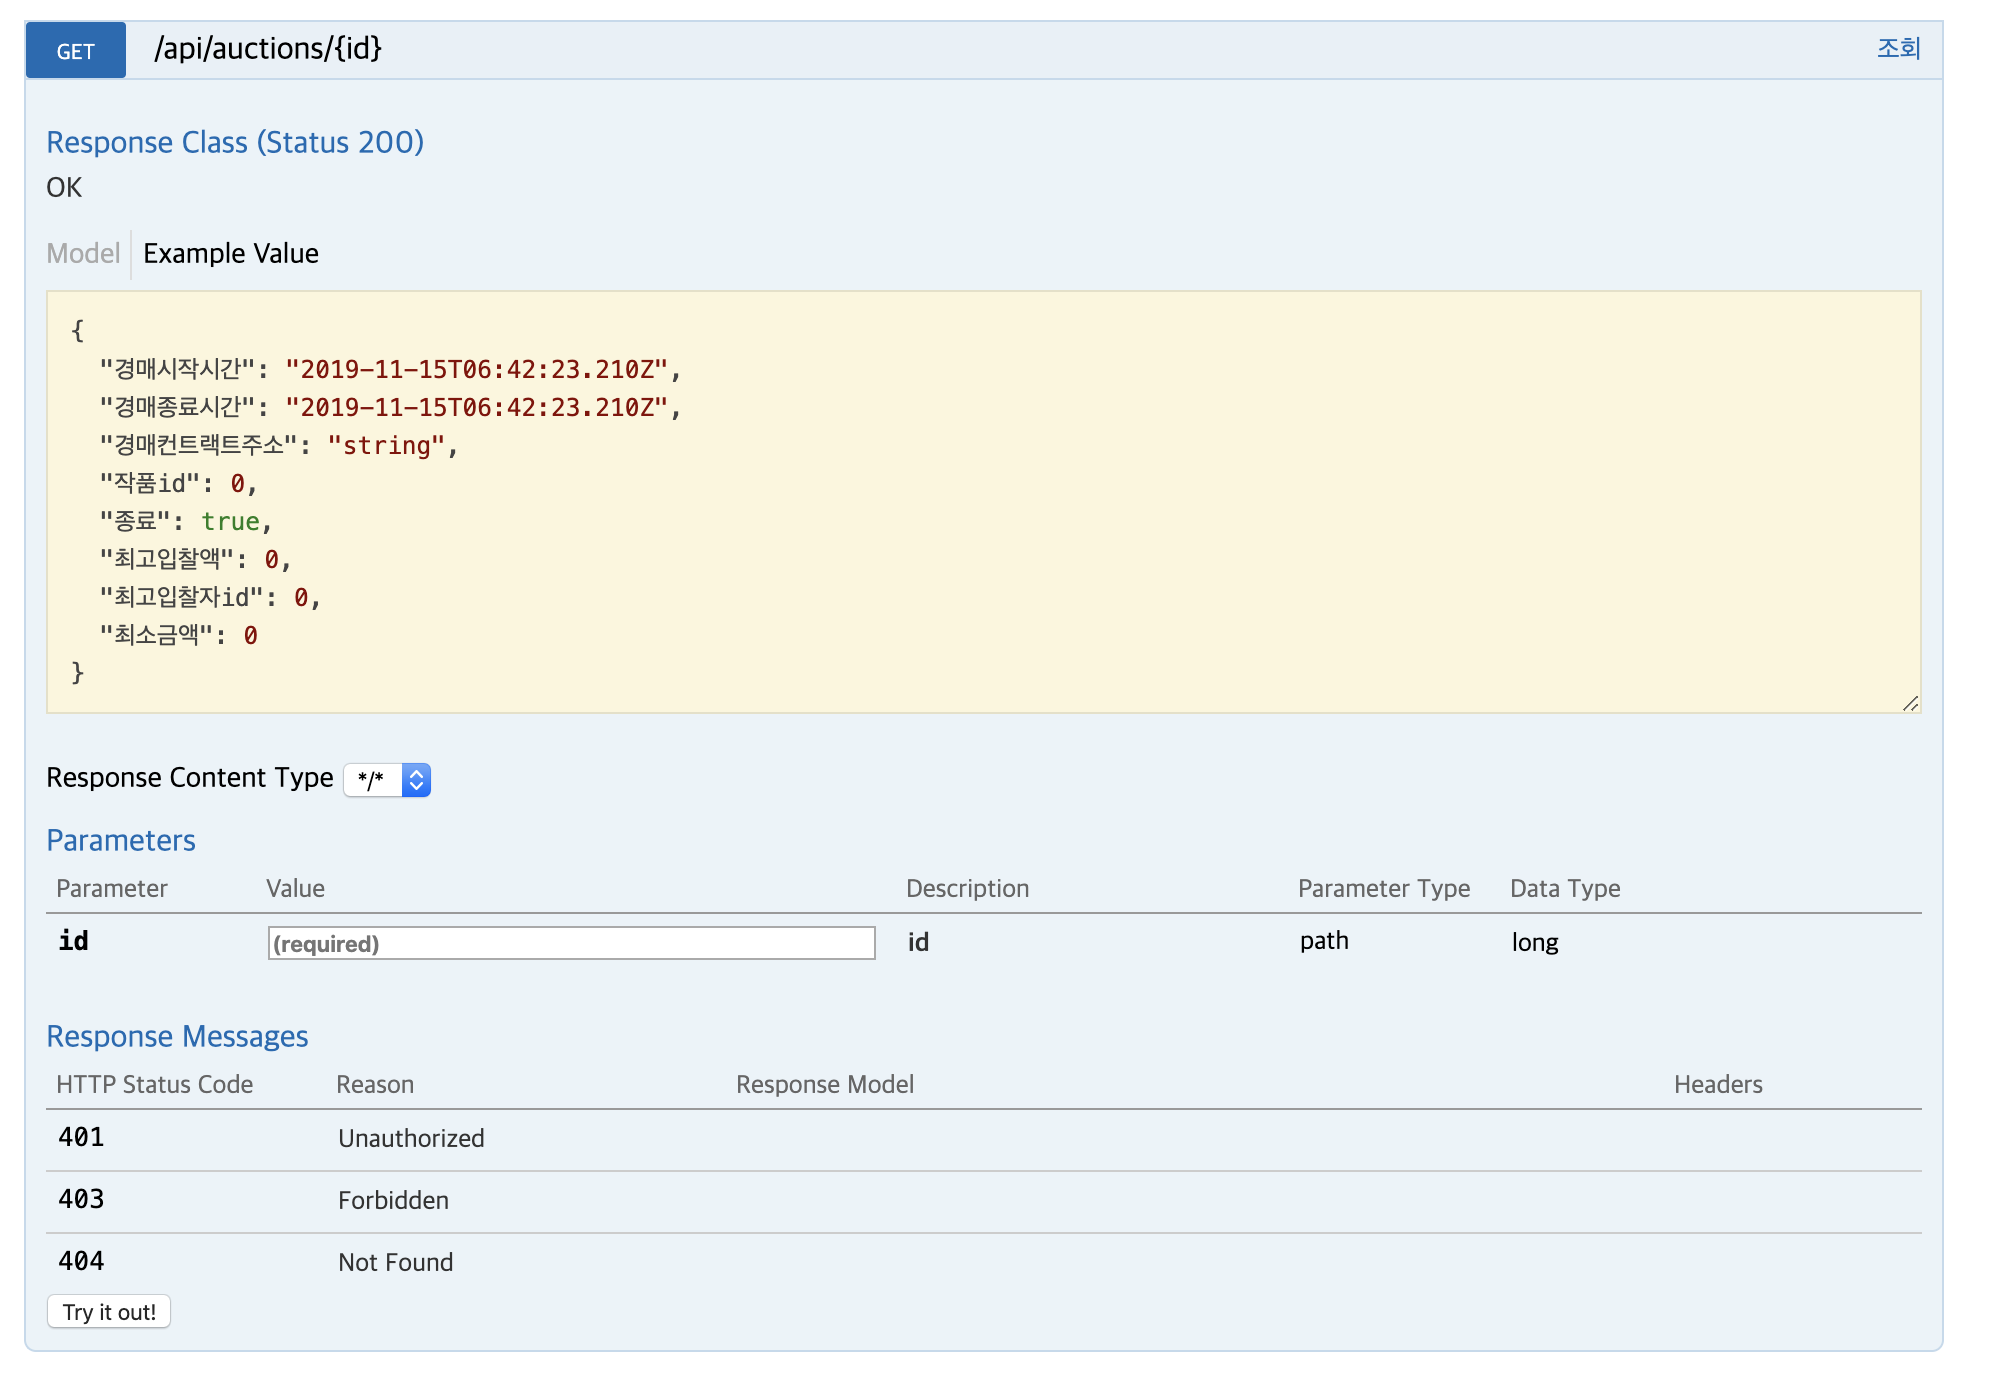 GET /api/auctions/{id} 조회
Response Class (Status 200)
OK
Model Example Value
{
"경매시작시간": "2019-11-15T06:42:23.210Z",
"경매종료시간": "2019-11-15T06:42:23.210Z",
"경매컨트랙트주소": "string",
"작품id": 0,
"종료": true,
"최고입찰액": 0,
"최고입찰자id": 0,
"최소금액": 0
}
Response Content Type */*
Parameters
Parameter Value Description Parameter Type Data Type
id (required) id path long
Response Messages
HTTP Status Code Reason Response Model Headers
401 Unauthorized
403 Forbidden
404 Not Found
Try it out!